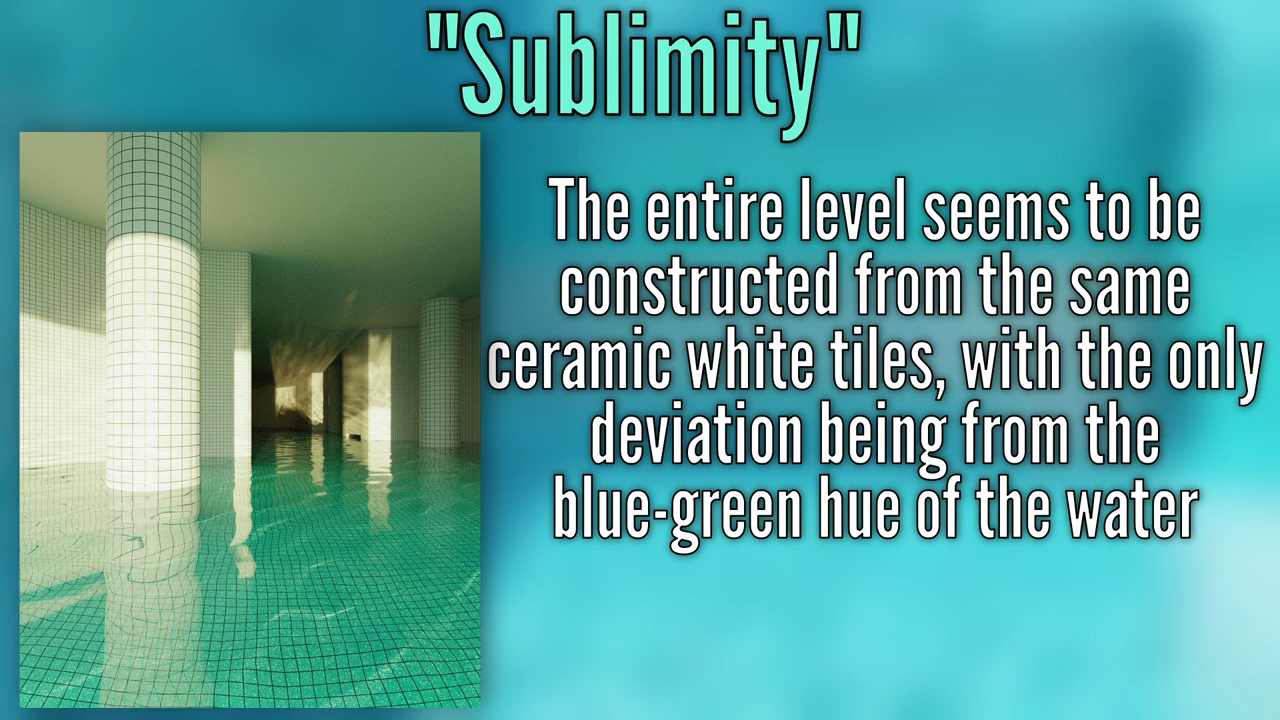 "Sublimity"
The entire level seems to be
constructed from the same
ceramic white tiles, with the only
deviation being from the
blue-green hue of the water